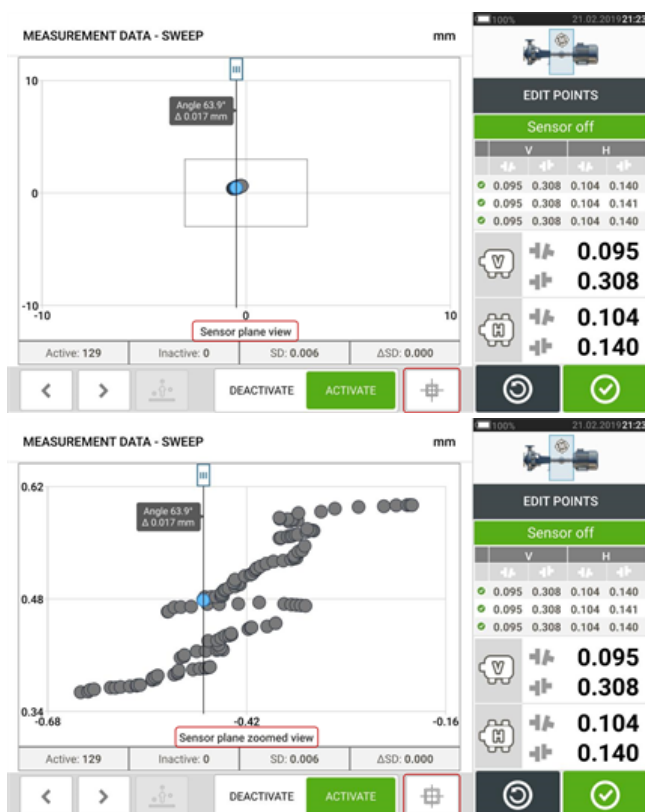 MEASUREMENT DATA - SWEEP mm
10
Angle 63.9°
Δ 0.017 mm
0
-10
-10 0 10
Sensor plane view
Active: 129 Inactive: 0 SD: 0.006 ΔSD: 0.000
DEACTIVATE ACTIVATE
100% 21.02.2019 21:23
EDIT POINTS
Sensor off
V H
0.095 0.308 0.104 0.140
0.095 0.308 0.104 0.141
0.095 0.308 0.104 0.140
V 0.095
0.308
H 0.104
0.140
MEASUREMENT DATA - SWEEP mm
0.62
Angle 63.9°
Δ 0.017 mm
0.48
0.34
-0.68 -0.42 -0.16
Sensor plane zoomed view
Active: 129 Inactive: 0 SD: 0.006 ΔSD: 0.000
DEACTIVATE ACTIVATE
100% 21.02.2019 21:23
EDIT POINTS
Sensor off
V H
0.095 0.308 0.104 0.140
0.095 0.308 0.104 0.141
0.095 0.308 0.104 0.140
V 0.095
0.308
H 0.104
0.140